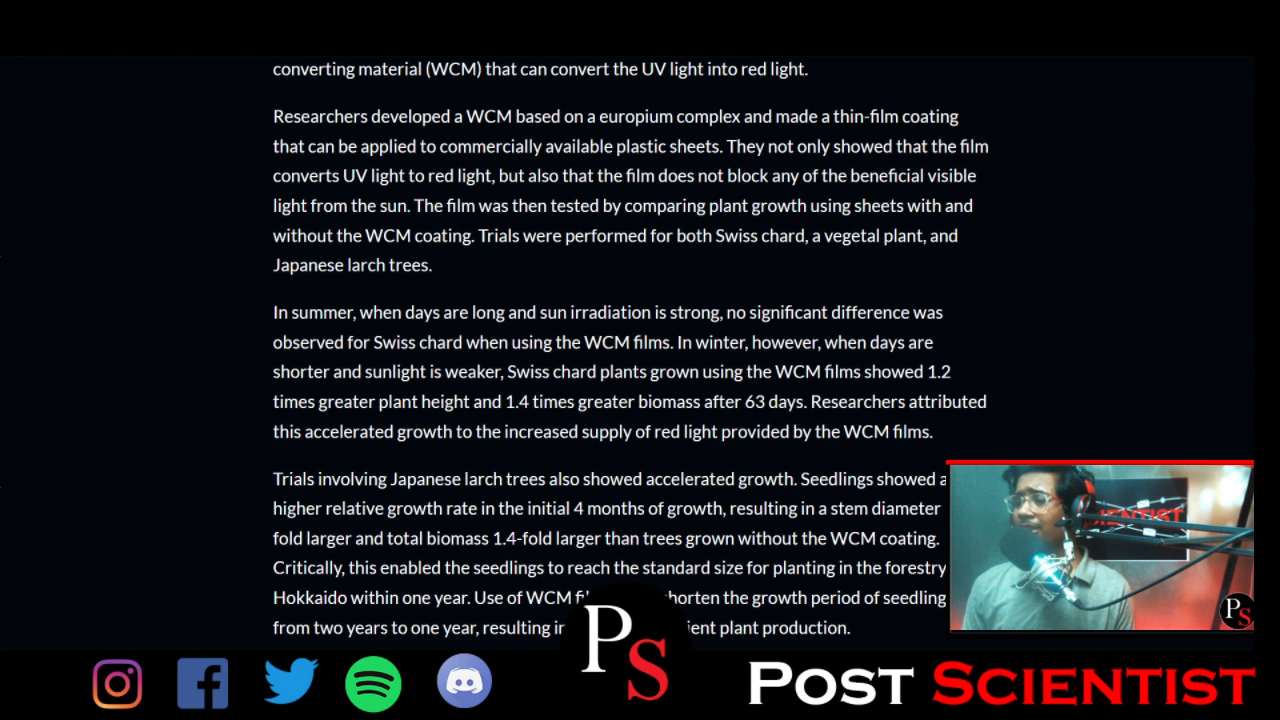 converting material (WCM) that can convert the UV light into red light.
Researchers developed a WCM based on a europium complex and made a thin-film coating
that can be applied to commercially available plastic sheets. They not only showed that the film
converts UV light to red light, but also that the film does not block any of the beneficial visible
light from the sun. The film was then tested by comparing plant growth using sheets with and
without the WCM coating. Trials were performed for both Swiss chard, a vegetal plant, and
Japanese larch trees.
In summer, when days are long and sun irradiation is strong, no significant difference was
observed for Swiss chard when using the WCM films. In winter, however, when days are
shorter and sunlight is weaker, Swiss chard plants grown using the WCM films showed 1.2
times greater plant height and 1.4 times greater biomass after 63 days. Researchers attributed
this accelerated growth to the increased supply of red light provided by the WCM films.
Trials involving Japanese larch trees also showed accelerated growth. Seedlings showed a
higher relative growth rate in the initial 4 months of growth, resulting in a stem diameter
fold larger and total biomass 1.4-fold larger than trees grown without the WCM coating.
Critically, this enabled the seedlings to reach the standard size for planting in the forestry
Hokkaido within one year. Use of WCM shorten the growth period of seedling
from two years to one year, resulting plant production.
PS
PS
POST SCIENTIST